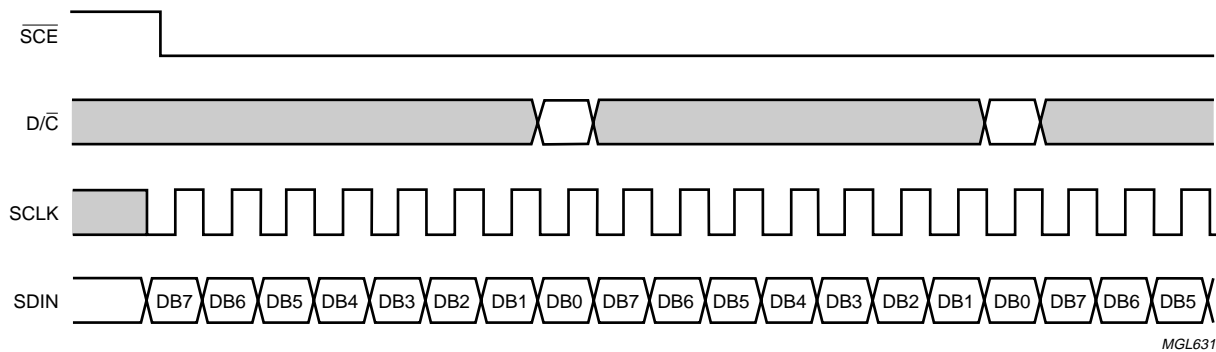 S̅C̅E̅
D/C̅
SCLK
SDIN DB7 DB6 DB5 DB4 DB3 DB2 DB1 DB0 DB7 DB6 DB5 DB4 DB3 DB2 DB1 DB0 DB7 DB6 DB5
MGL631